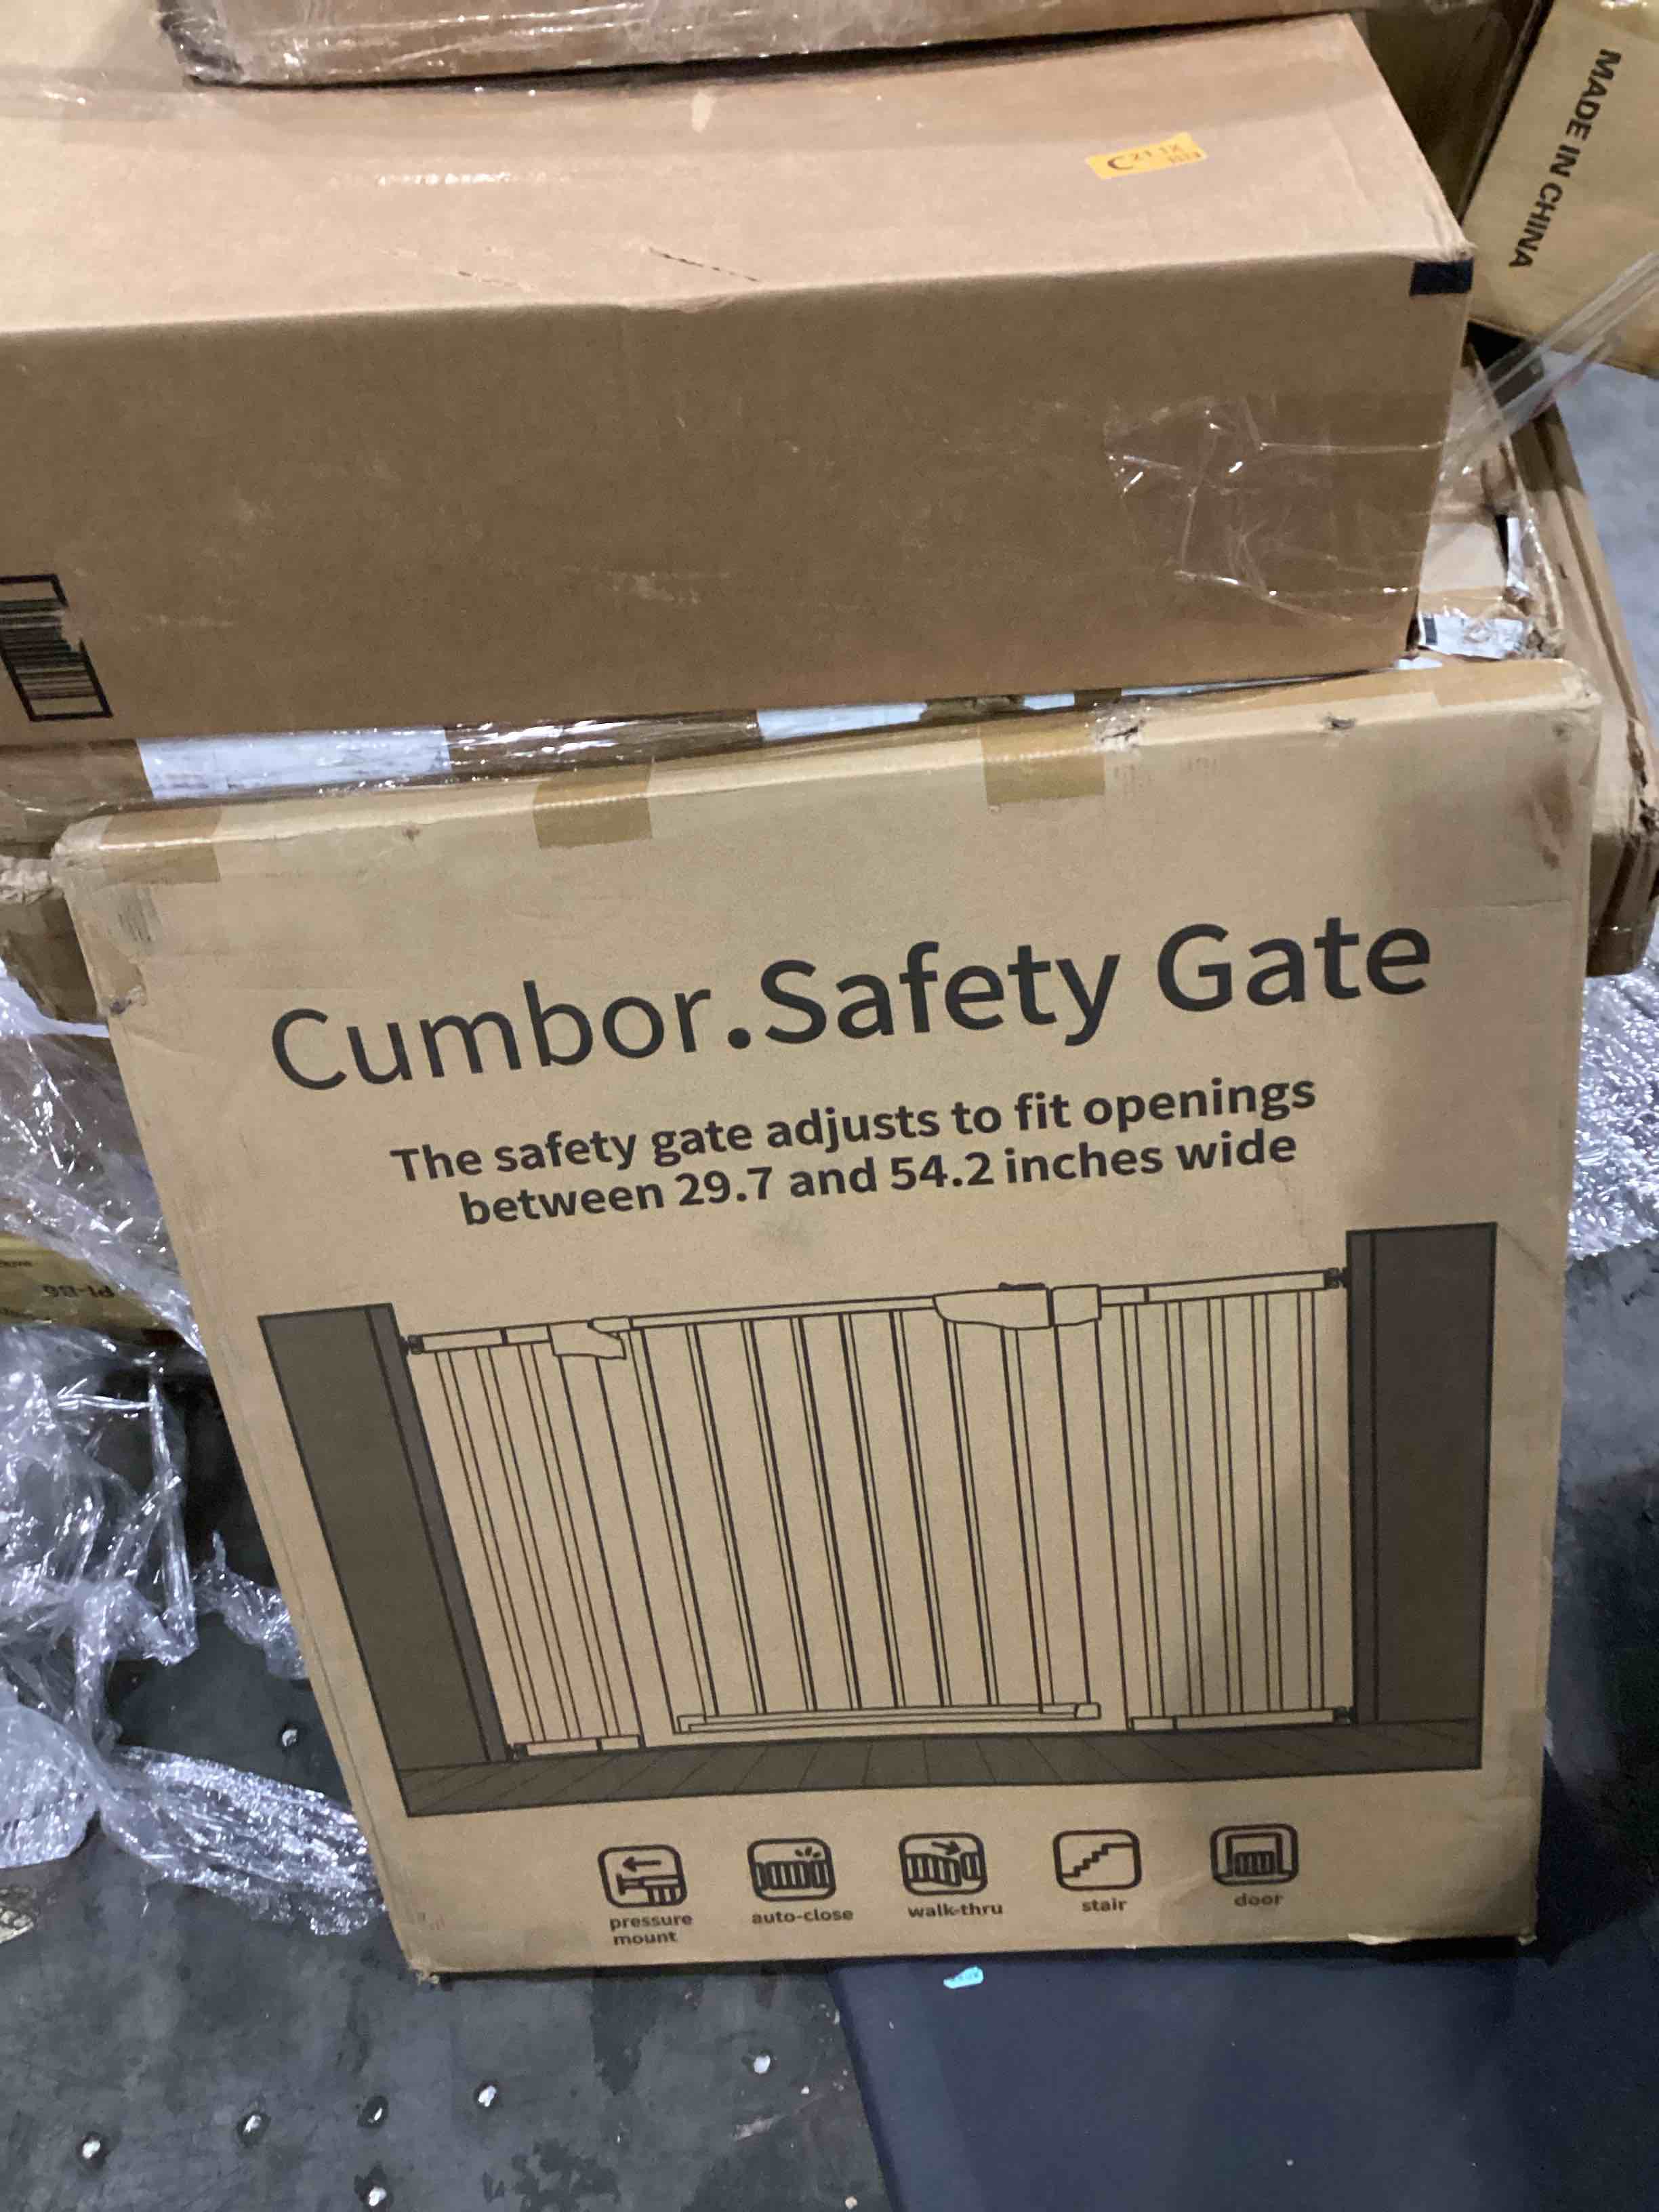 MADE IN CHINA
Cumbor.Safety Gate
The safety gate adjusts to fit openings
between 29.7 and 54.2 inches wide
pressure
mount
auto-close
walk-thru
stair
door